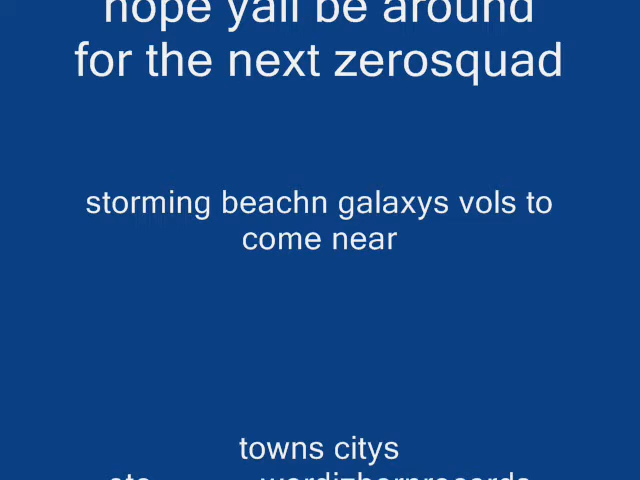 hope yall be around
for the next zerosquad
storming beachn galaxys vols to
come near
towns citys